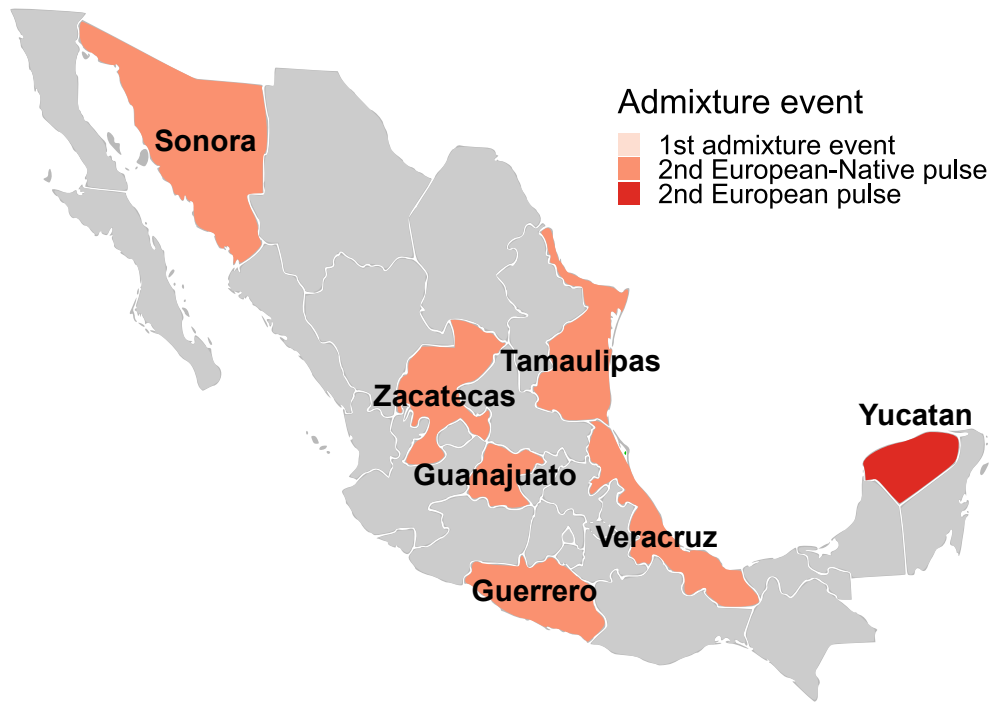 Admixture event
1st admixture event
2nd European-Native pulse
2nd European pulse
Sonora
Tamaulipas
Zacatecas
Yucatan
Guanajuato
Veracruz
Guerrero